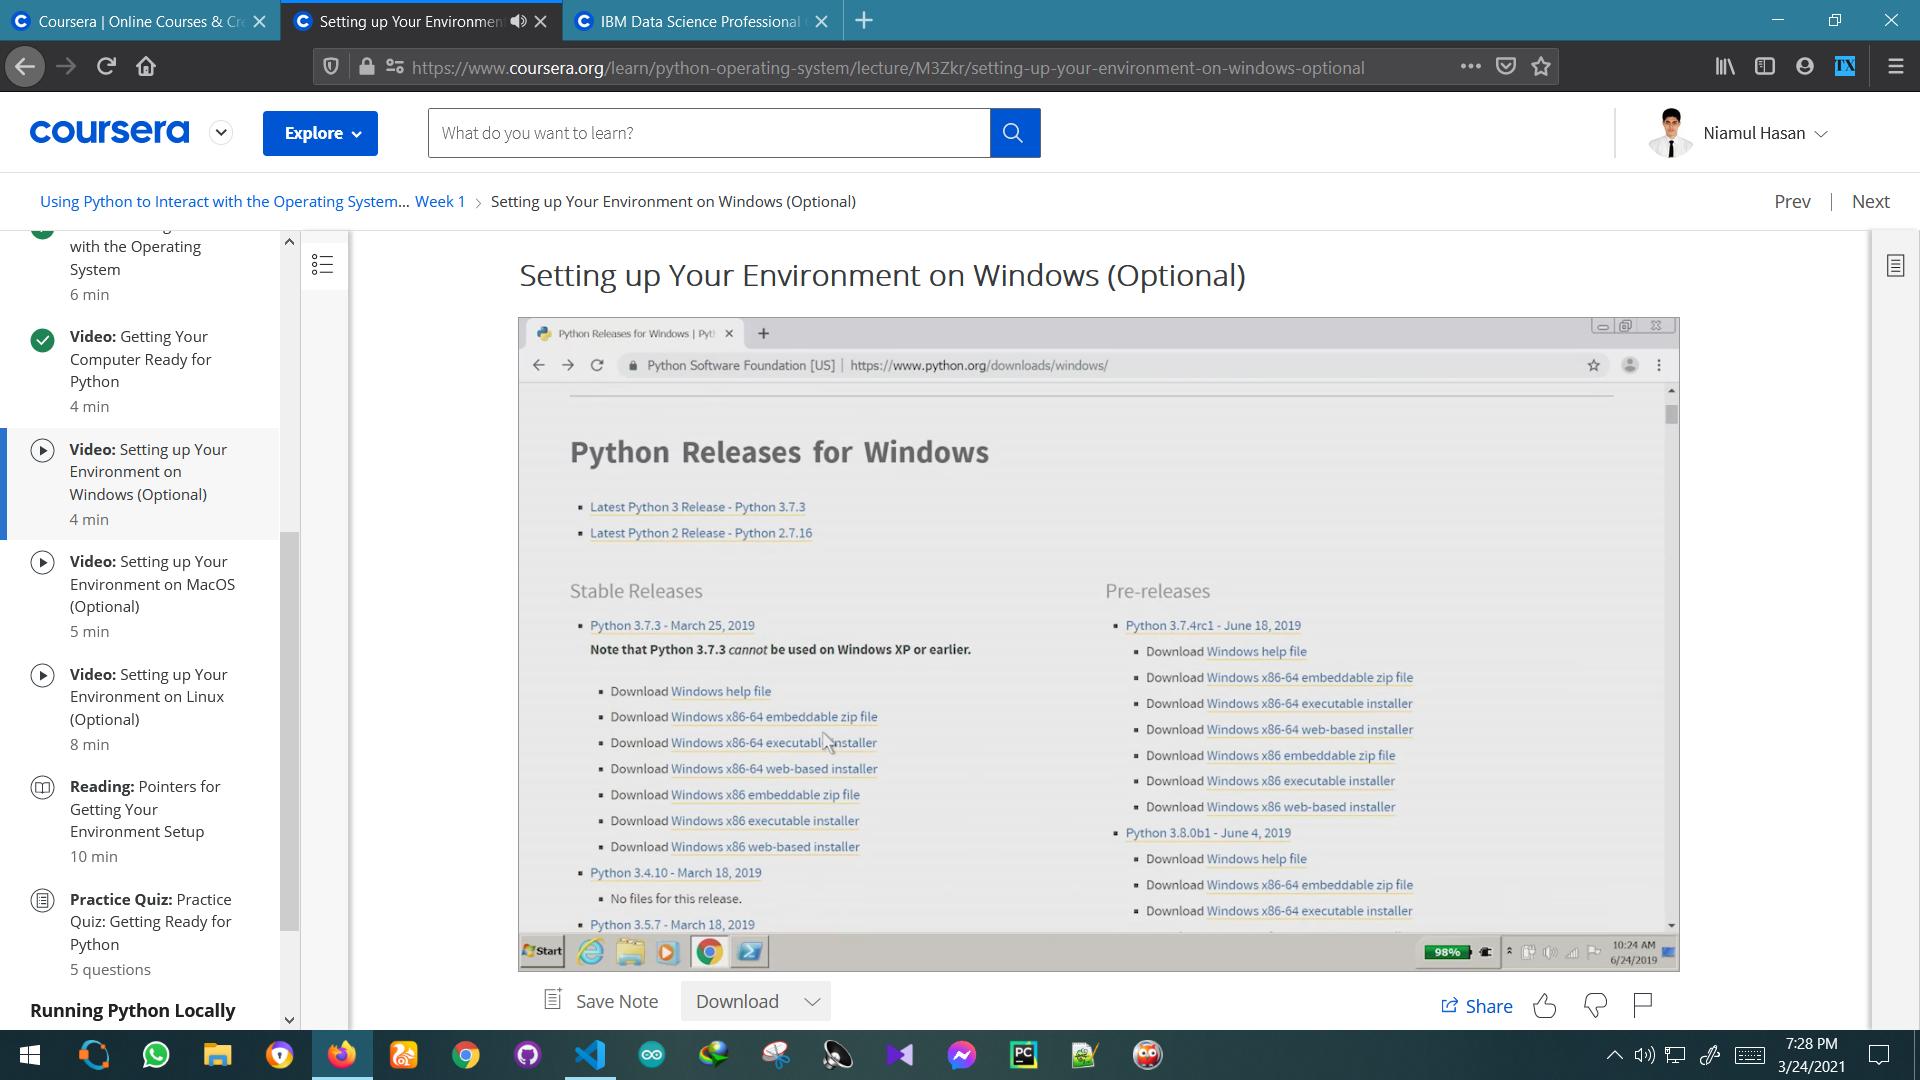 Coursera | Online Courses & Cre
Setting up Your Environmen
IBM Data Science Professional
https://www.coursera.org/learn/python-operating-system/lecture/M3Zkr/setting-up-your-environment-on-windows-optional
coursera
Explore
What do you want to learn?
Niamul Hasan
Using Python to Interact with the Operating System... Week 1 > Setting up Your Environment on Windows (Optional)
Prev | Next
with the Operating
System
6 min
Video: Getting Your
Computer Ready for
Python
4 min
Video: Setting up Your
Environment on
Windows (Optional)
4 min
Video: Setting up Your
Environment on MacOS
(Optional)
5 min
Video: Setting up Your
Environment on Linux
(Optional)
8 min
Reading: Pointers for
Getting Your
Environment Setup
10 min
Practice Quiz: Practice
Quiz: Getting Ready for
Python
5 questions
Running Python Locally
Setting up Your Environment on Windows (Optional)
Python Releases for Windows | Pyt
Python Software Foundation [US] | https://www.python.org/downloads/windows/
Python Releases for Windows
Latest Python 3 Release - Python 3.7.3
Latest Python 2 Release - Python 2.7.16
Stable Releases
Python 3.7.3 - March 25, 2019
Note that Python 3.7.3 cannot be used on Windows XP or earlier.
Download Windows help file
Download Windows x86-64 embeddable zip file
Download Windows x86-64 executable installer
Download Windows x86-64 web-based installer
Download Windows x86 embeddable zip file
Download Windows x86 executable installer
Download Windows x86 web-based installer
Python 3.4.10 - March 18, 2019
No files for this release.
Python 3.5.7 - March 18, 2019
Pre-releases
Python 3.7.4rc1 - June 18, 2019
Download Windows help file
Download Windows x86-64 embeddable zip file
Download Windows x86-64 executable installer
Download Windows x86-64 web-based installer
Download Windows x86 embeddable zip file
Download Windows x86 executable installer
Download Windows x86 web-based installer
Python 3.8.0b1 - June 4, 2019
Download Windows help file
Download Windows x86-64 embeddable zip file
Download Windows x86-64 executable installer
Start
98%
10:24 AM
6/24/2019
Save Note
Download
Share
7:28 PM
3/24/2021